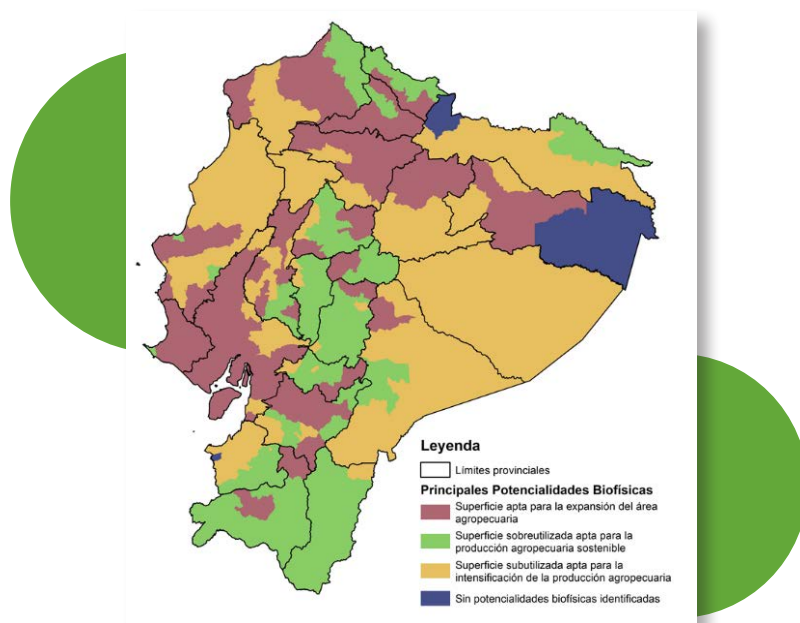 Leyenda
Límites provinciales
Principales Potencialidades Biofísicas
Superficie apta para la expansión del área
agropecuaria
Superficie sobreutilizada apta para la
producción agropecuaria sostenible
Superficie subutilizada apta para la
intensificación de la producción agropecuaria
Sin potencialidades biofísicas identificadas